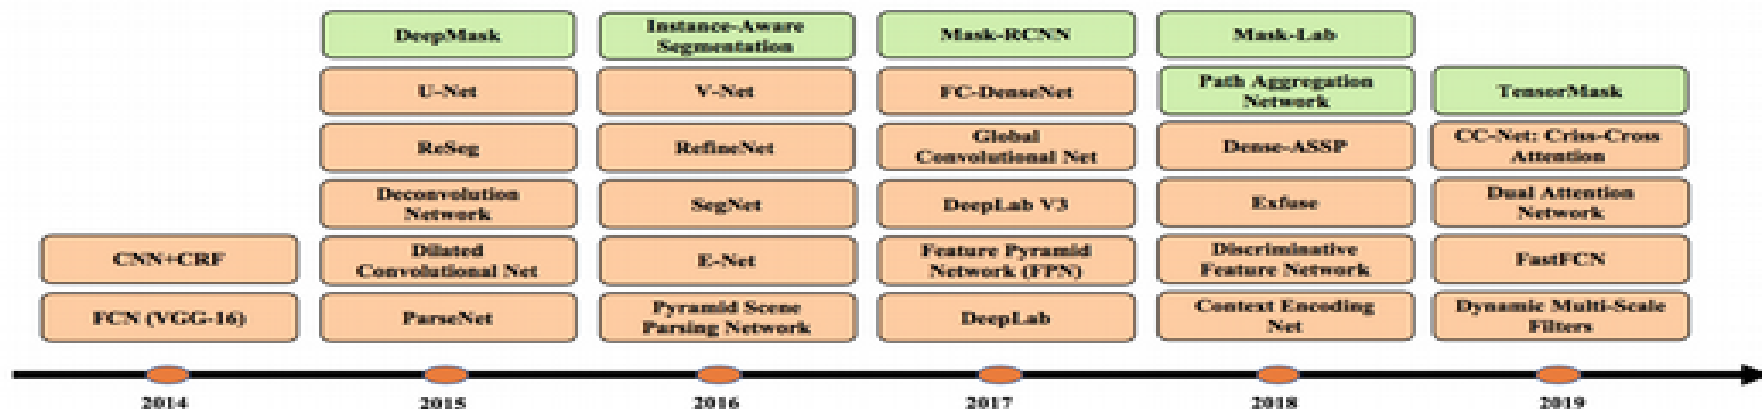 DeepMask
Instance-Aware
Segmentation
Mask-RCNN
Mask-Lab
U-Net
V-Net
FC-DenseNet
Path Aggregation
Network
TensorMask
ReSeg
RefineNet
Global
Convolutional Net
Dense-ASSP
CC-Net: Criss-Cross
Attention
Deconvolution
Network
SegNet
DeepLab V3
Exfuse
Dual Attention
Network
CNN+CRF
Dilated
Convolutional Net
E-Net
Feature Pyramid
Network (FPN)
Discriminative
Feature Network
FastFCN
FCN (VGG-16)
ParseNet
Pyramid Scene
Parsing Network
DeepLab
Context Encoding
Net
Dynamic Multi-Scale
Filters
2014
2015
2016
2017
2018
2019